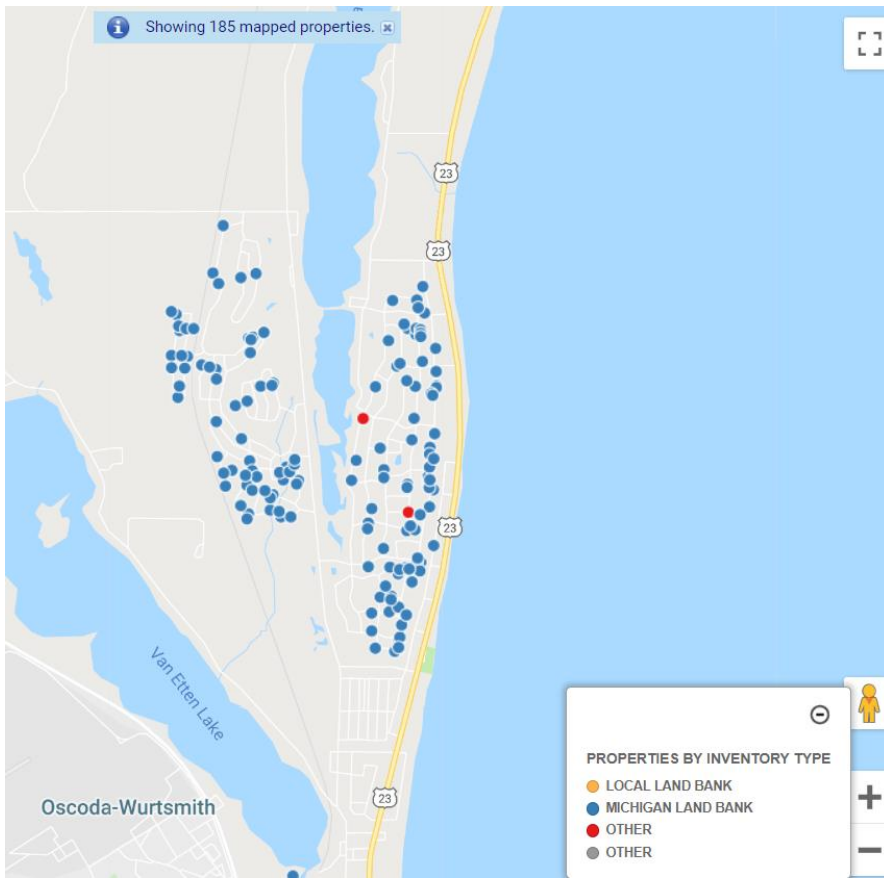 Showing 185 mapped properties.
23
23
23
Van Etten Lake
Oscoda-Wurtsmith
23
PROPERTIES BY INVENTORY TYPE
LOCAL LAND BANK
MICHIGAN LAND BANK
OTHER
OTHER